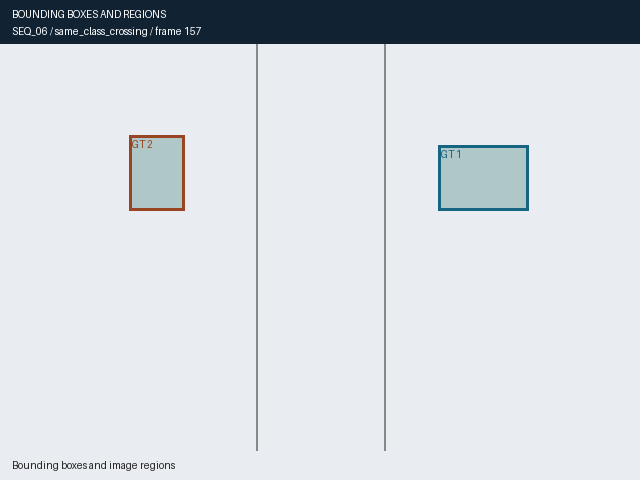 BOUNDING BOXES AND REGIONS
SEQ_06 / same_class_crossing / frame 157
GT 2
GT 1
Bounding boxes and image regions